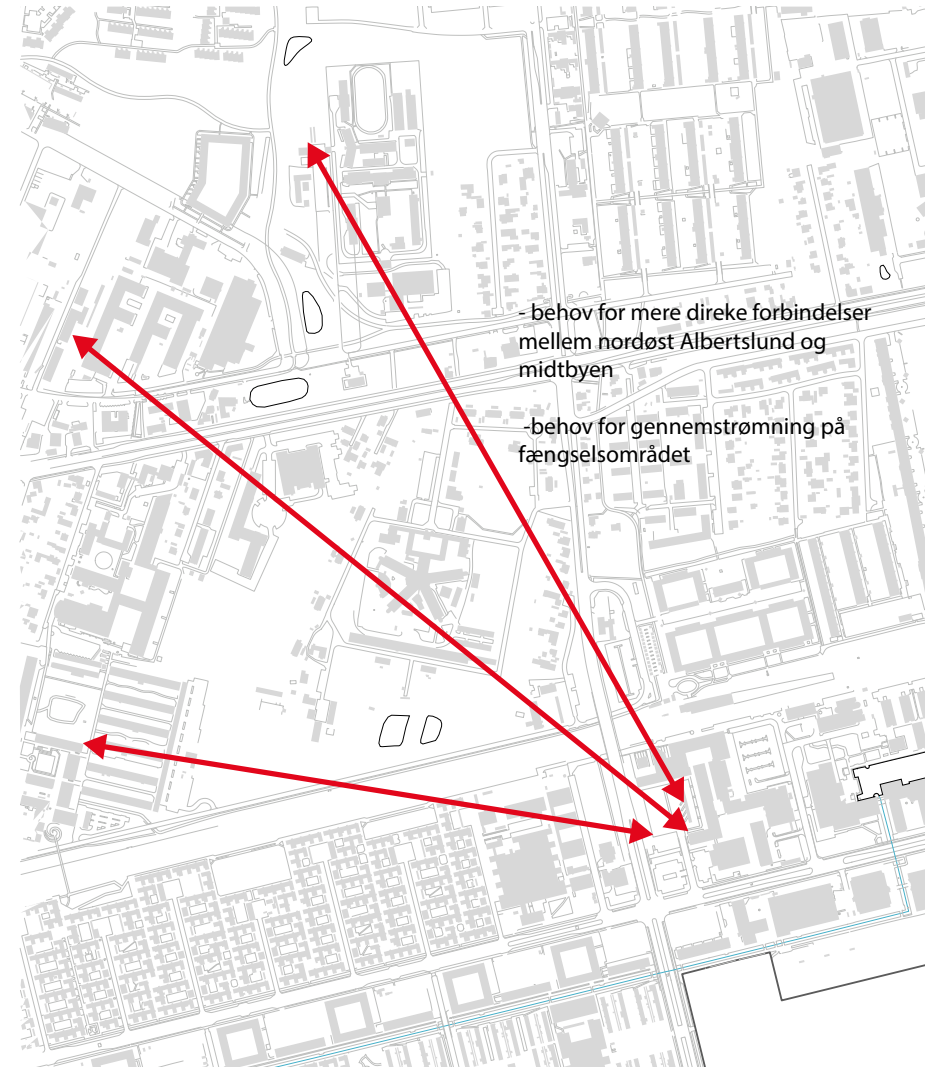 - behov for mere direke forbindelser
mellem nordøst Albertslund og
midtbyen
-behov for gennemstrømning på
fængselsområdet